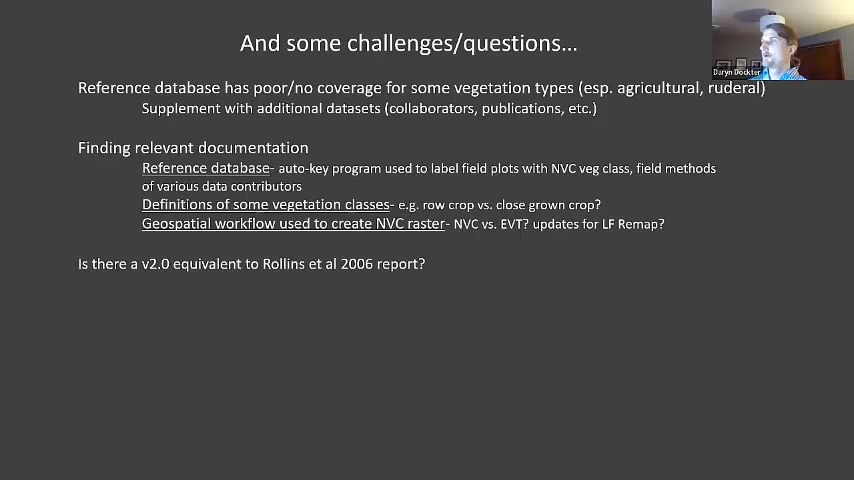 And some challenges/questions...
Daryn Dockter
Reference database has poor/no coverage for some vegetation types (esp. agricultural, ruderal)
Supplement with additional datasets (collaborators, publications, etc.)
Finding relevant documentation
Reference database- auto-key program used to label field plots with NVC veg class, field methods
of various data contributors
Definitions of some vegetation classes- e.g. row crop vs. close grown crop?
Geospatial workflow used to create NVC raster- NVC vs. EVT? updates for LF Remap?
Is there a v2.0 equivalent to Rollins et al 2006 report?